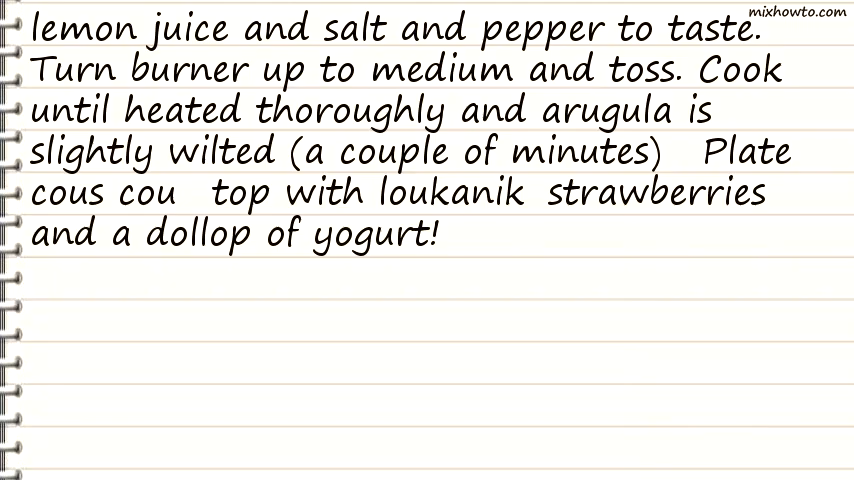 mixhowto.com
lemon juice and salt and pepper to taste.
Turn burner up to medium and toss. Cook
until heated thoroughly and arugula is
slightly wilted (a couple of minutes) Plate
cous cou top with loukanik strawberries
and a dollop of yogurt!